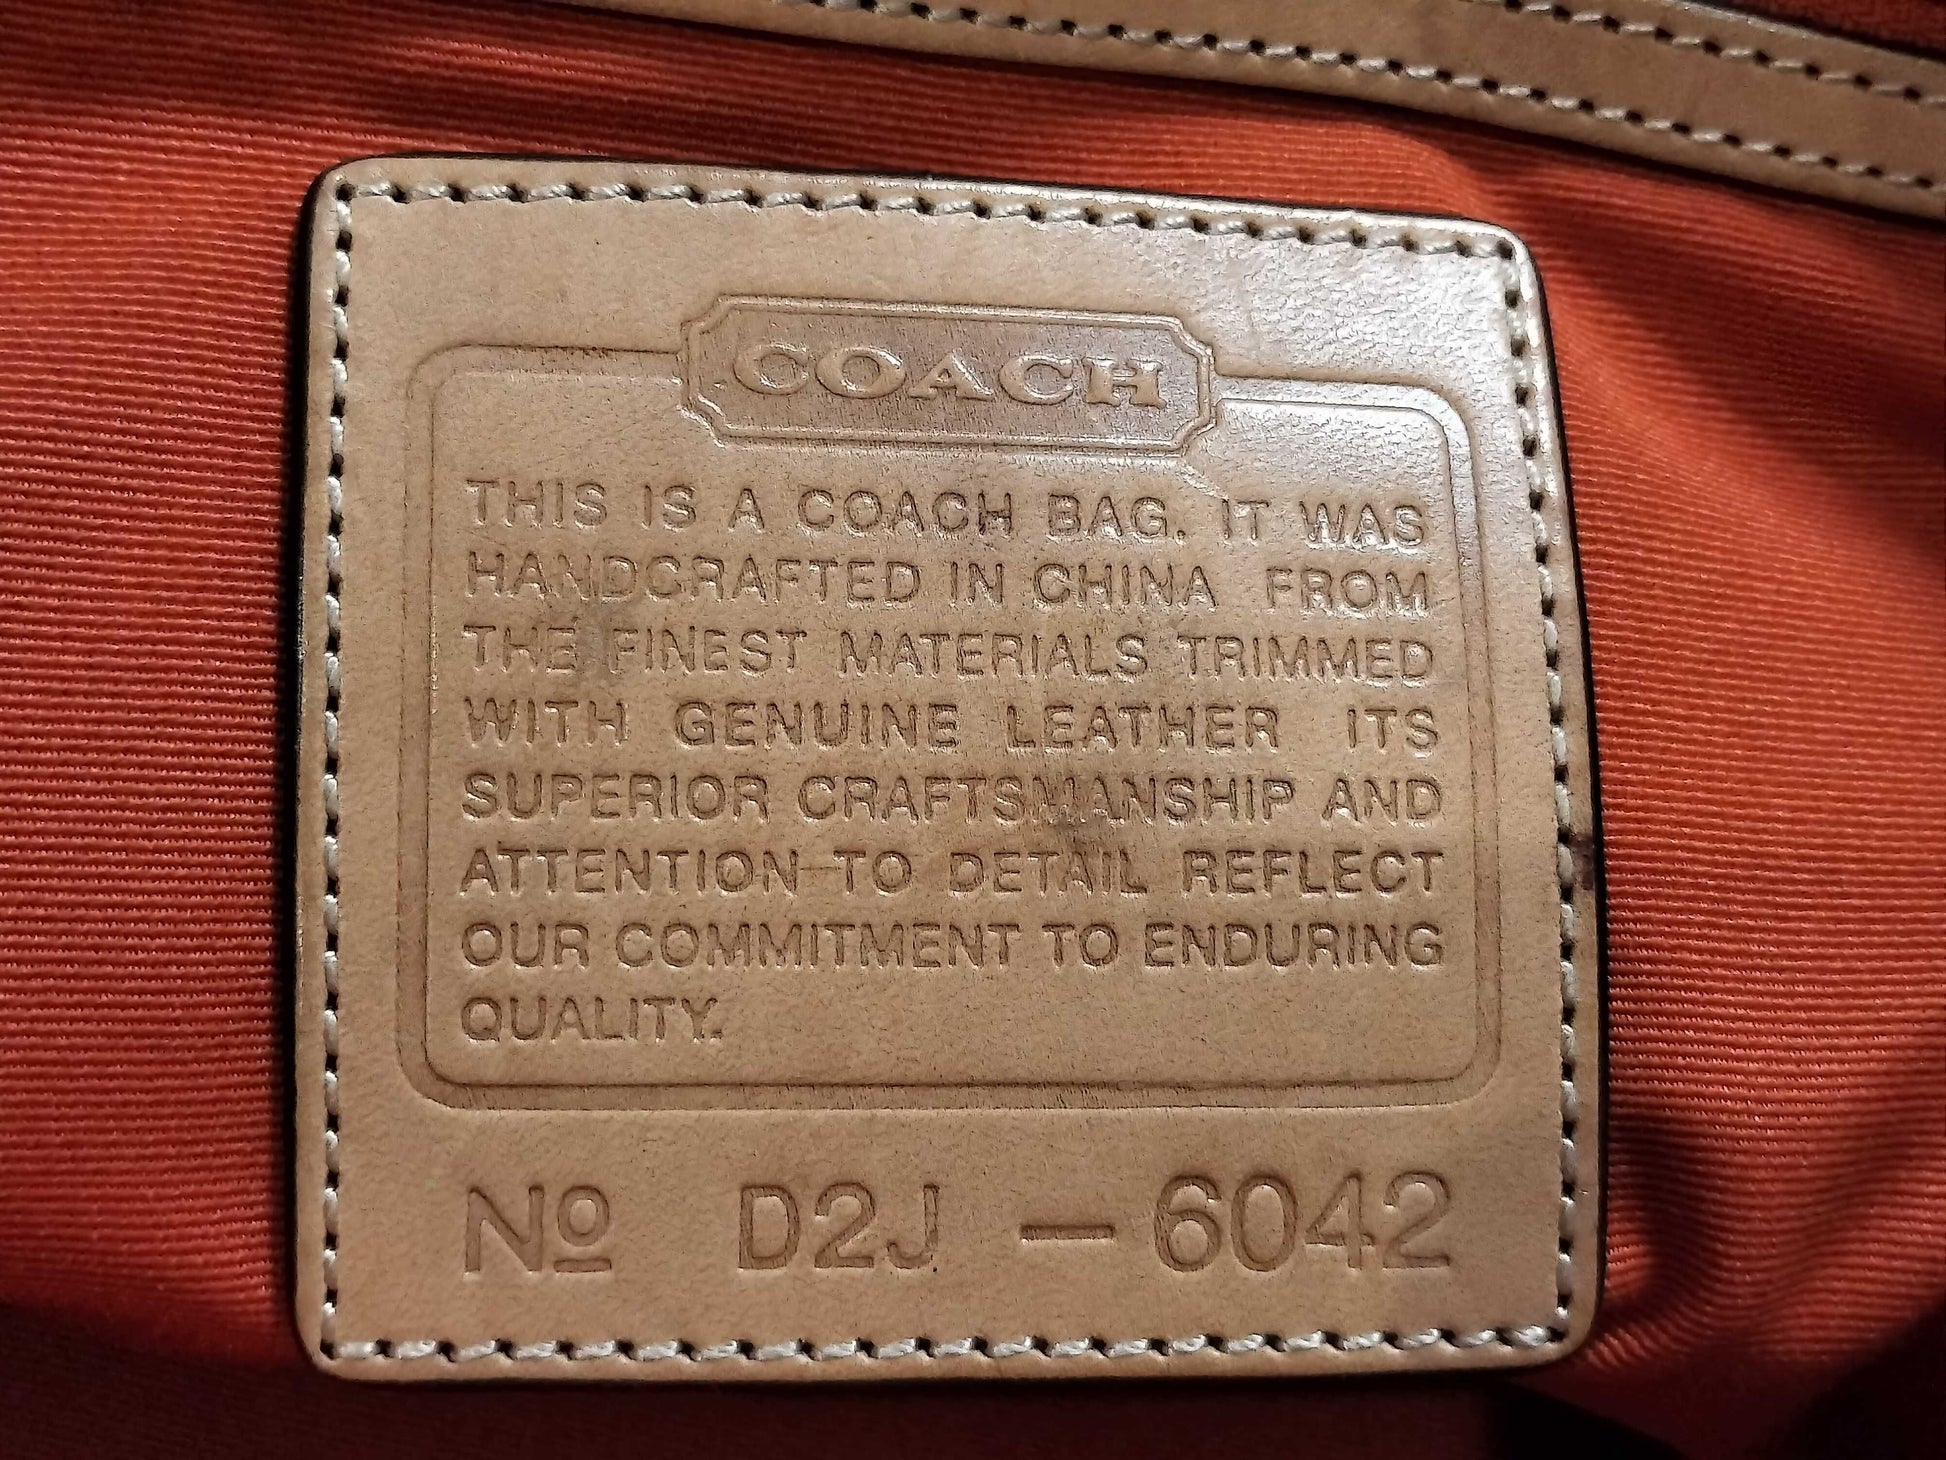 COACH
THIS IS A COACH BAG. IT WAS
HANDCRAFTED IN CHINA FROM
THE FINEST MATERIALS TRIMMED
WITH GENUINE LEATHER ITS
SUPERIOR CRAFTSMANSHIP AND
ATTENTION TO DETAIL REFLECT
OUR COMMITMENT TO ENDURING
QUALITY.
Nº D2J - 6042